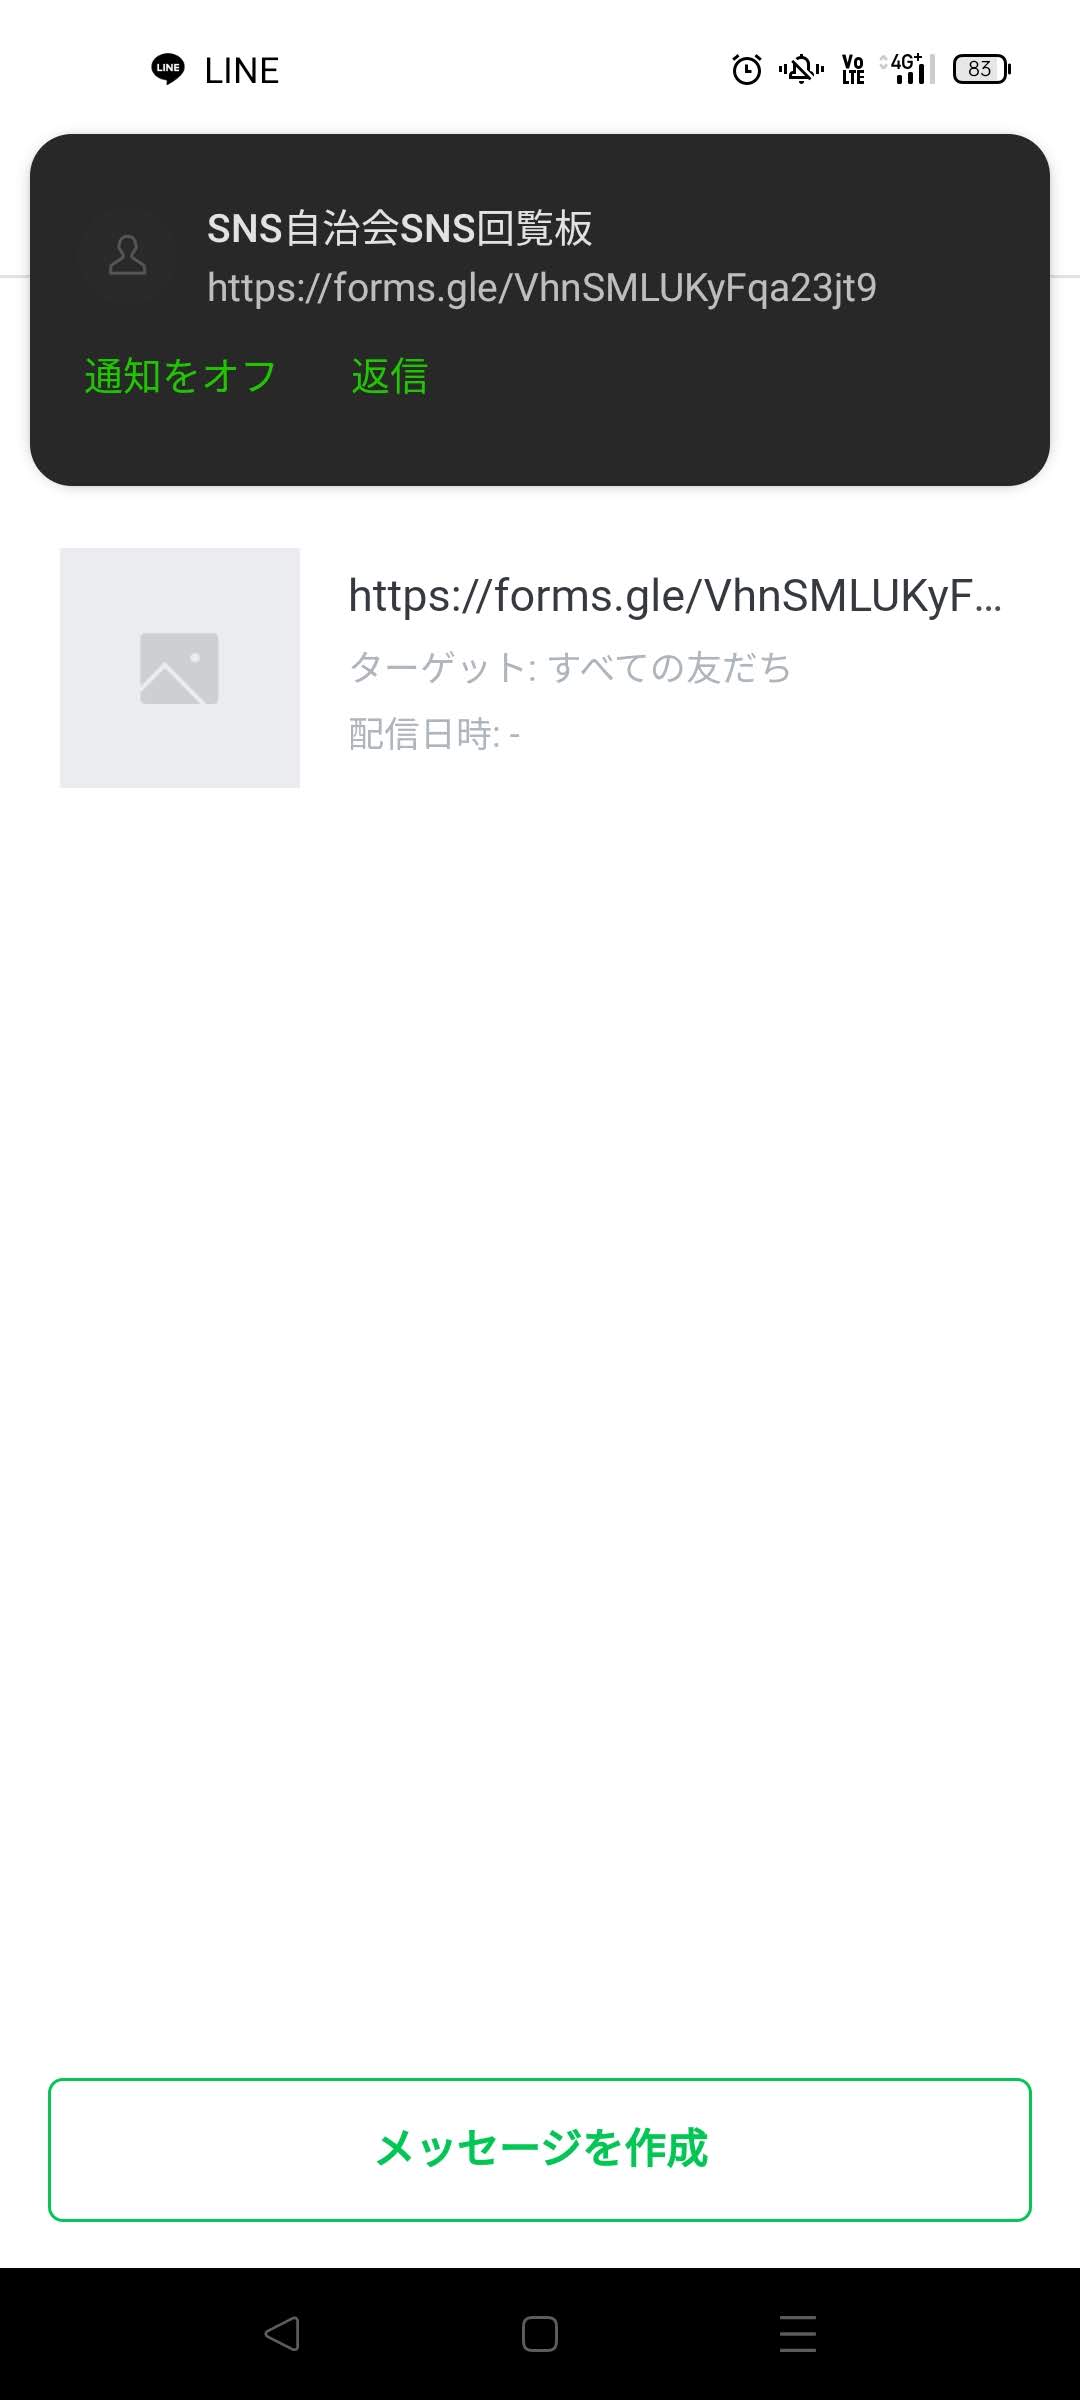 LINE
Vo LTE 4G+ 83
SNS自治会SNS回覧板
https://forms.gle/VhnSMLUKyFqa23jt9
通知をオフ 返信
https://forms.gle/VhnSMLUKyF...
ターゲット: すべての友だち
配信日時: -
メッセージを作成